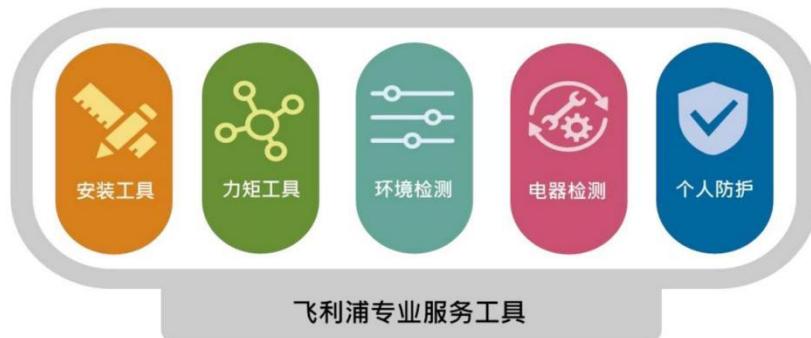 安装工具
力矩工具
环境检测
电器检测
个人防护
飞利浦专业服务工具